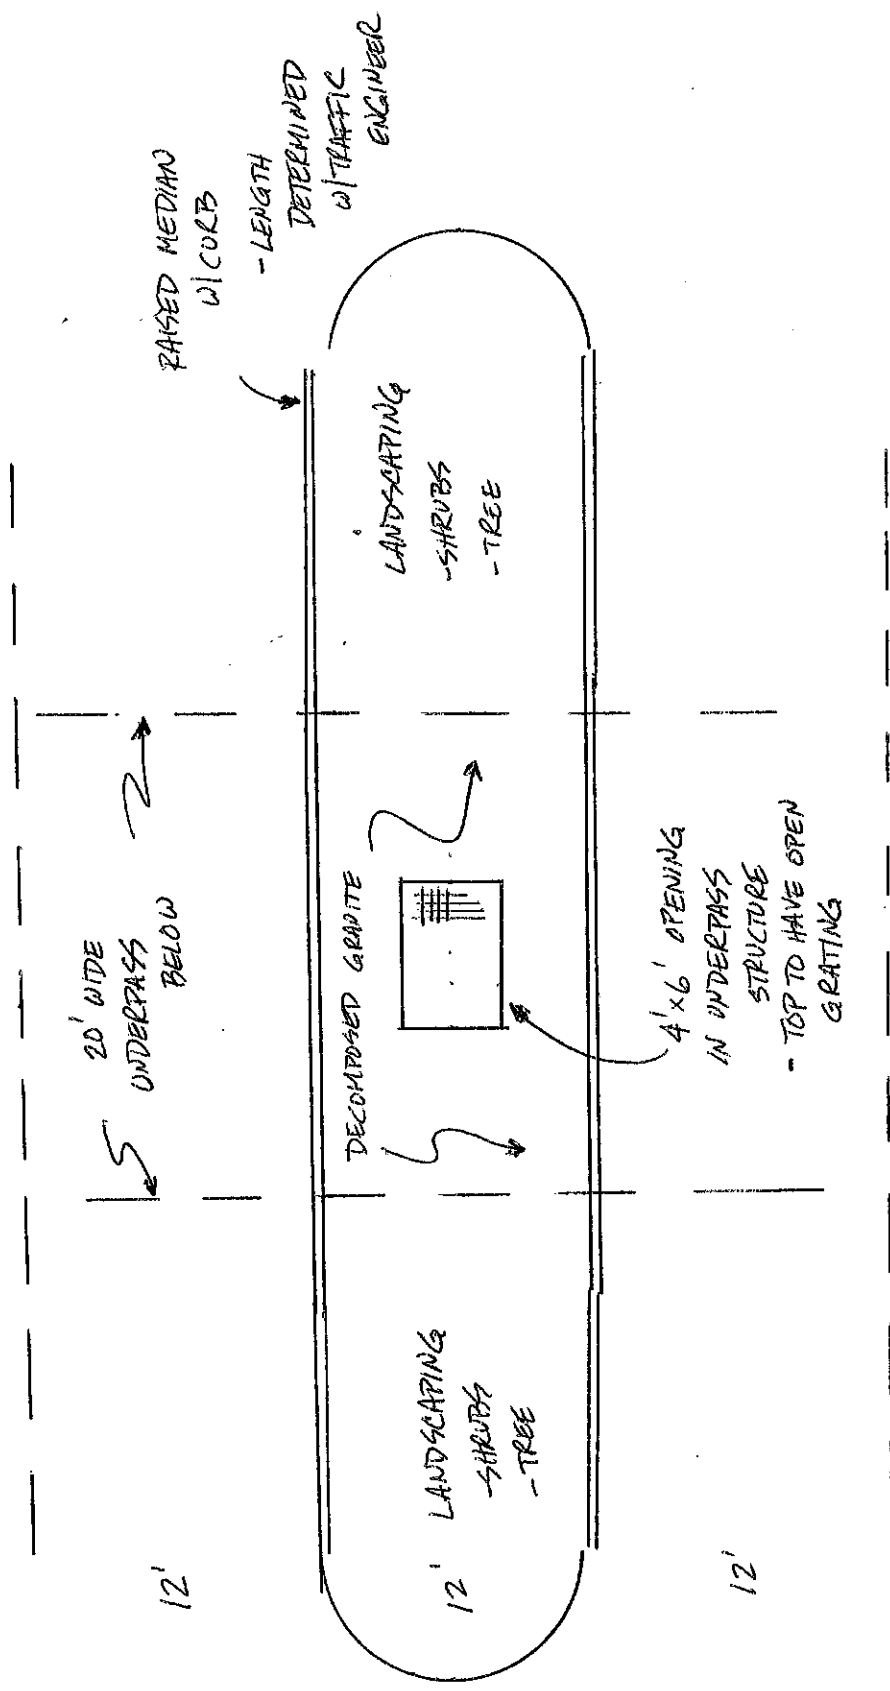 RAISED MEDIAN
W/CURB
-LENGTH
DETERMINED
W/TRAFFIC
ENGINEER
20' WIDE
UNDERPASS
BELOW
DECOMPOSED GRANITE
LANDSCAPING
-SHRUBS
-TREE
LANDSCAPING
-SHRUBS
-TREE
4'x6' OPENING
IN UNDERPASS
STRUCTURE
- TOP TO HAVE OPEN
GRATING
12'
12'
12'